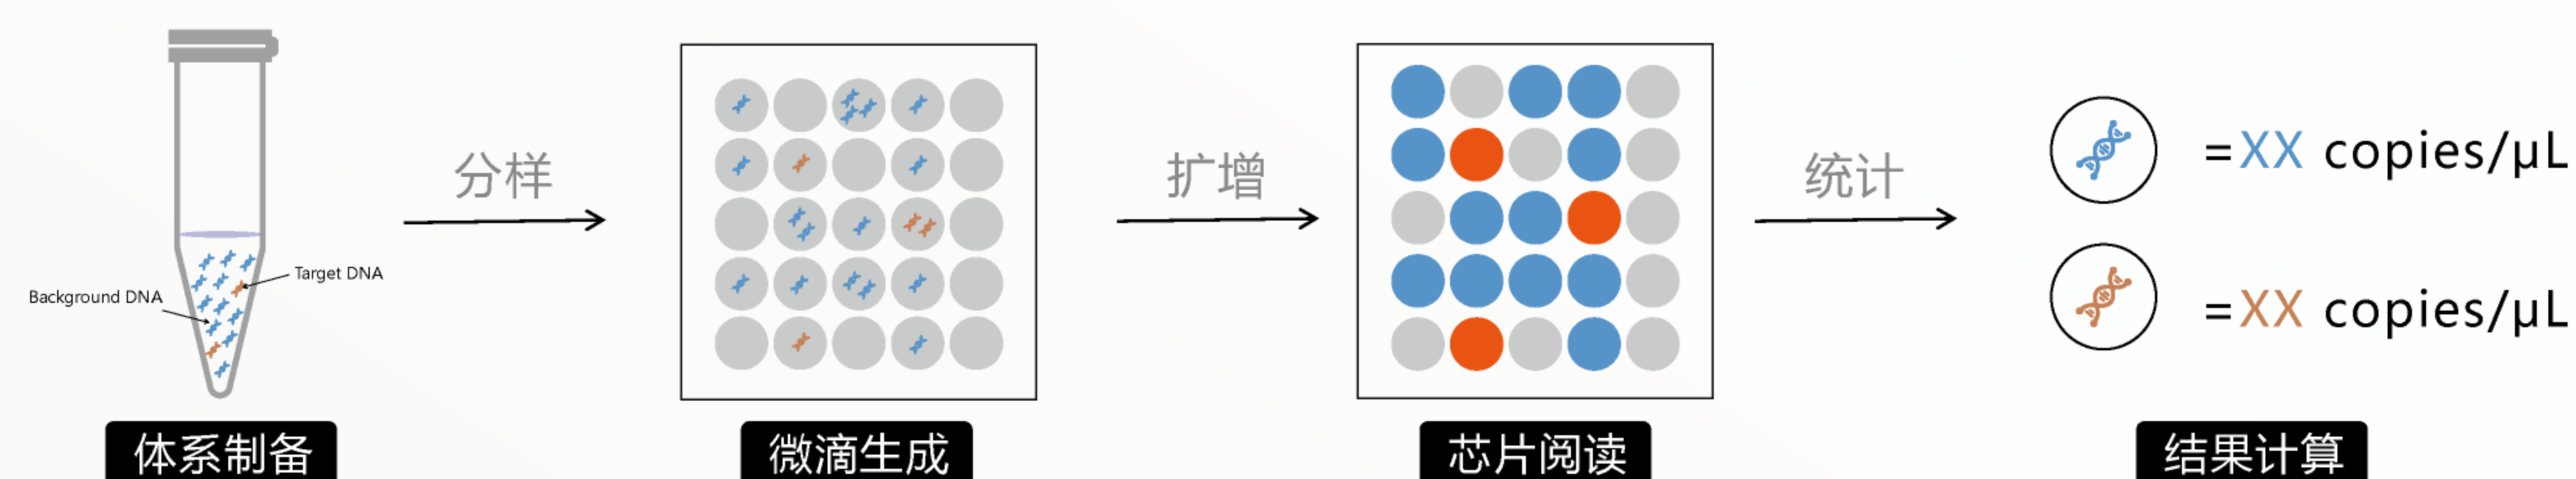 分样
扩增
统计
=XX copies/μL
Target DNA
Background DNA
=XX copies/μL
体系制备
微滴生成
芯片阅读
结果计算